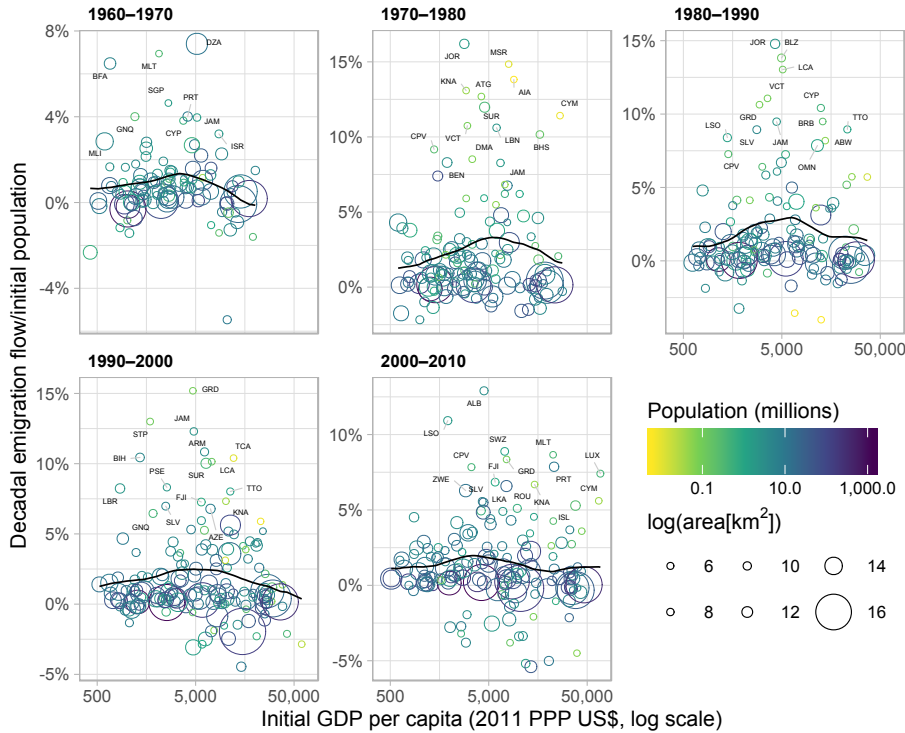 1960–1970
8%
4%
0%
−4%
DZA
MLT
BFA
SGP
PRT
GNQ
CYP
JAM
MLI
ISR
1970–1980
15%
10%
5%
0%
JOR
MSR
KNA
ATG
AIA
SUR
CYM
CPV
VCT
DMA
LBN
BHS
BEN
JAM
1980–1990
15%
10%
5%
0%
JOR
BLZ
LCA
VCT
CYP
GRD
BRB
TTO
LSO
SLV
JAM
ABW
CPV
OMN
500
5,000
50,000
Decadal emigration flow/initial population
1990–2000
15%
10%
5%
0%
−5%
GRD
STP
JAM
ARM
TCA
BIH
PSE
SUR
LCA
LBR
FJI
TTO
GNQ
SLV
AZE
KNA
500
5,000
50,000
2000–2010
10%
5%
0%
−5%
ALB
LSO
SWZ
MLT
CPV
FJI
GRD
PRT
LUX
ZWE
SLV
LKA
ROU
KNA
CYM
ISL
500
5,000
50,000
Initial GDP per capita (2011 PPP US$, log scale)
Population (millions)
0.1 10.0 1,000.0
log(area[km²])
6 10 14
8 12 16